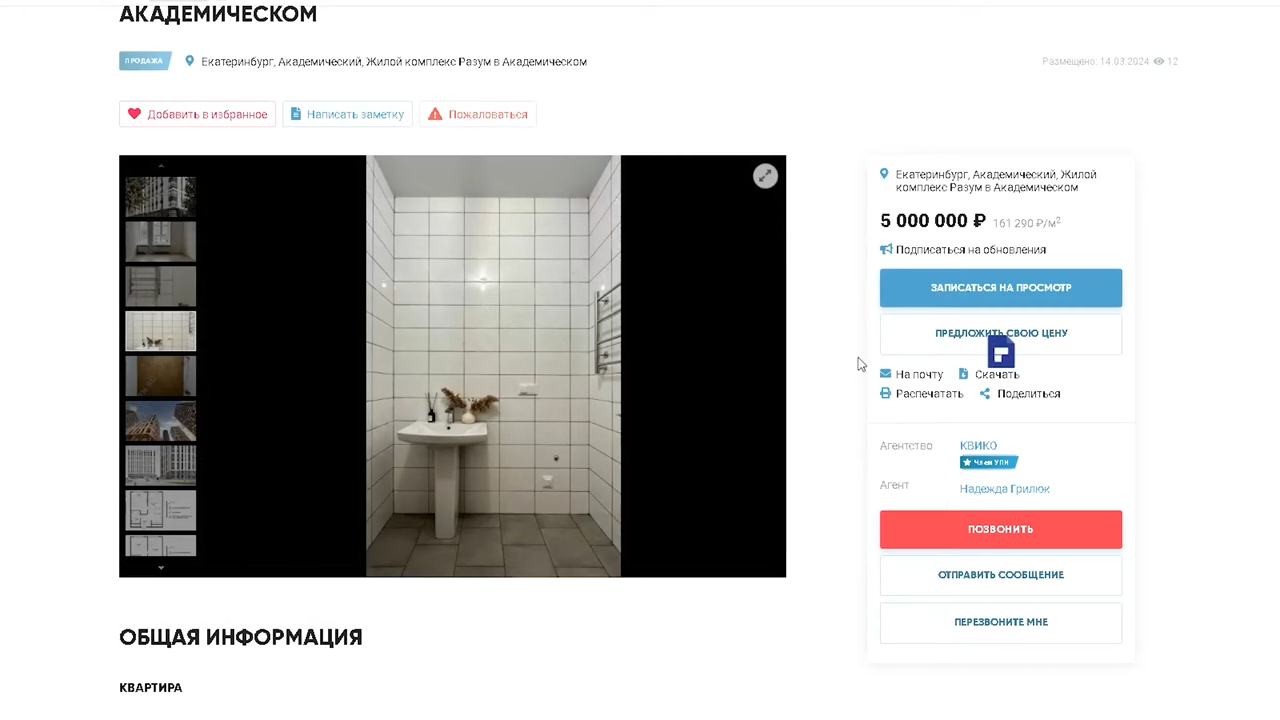 АКАДЕМИЧЕСКОМ
ПРОДАЖА
Екатеринбург, Академический, Жилой комплекс Разум в Академическом
Размещено: 14.03.2024
12
Добавить в избранное
Написать заметку
Пожаловаться
Екатеринбург, Академический, Жилой
комплекс Разум в Академическом
5 000 000 ₽ 161 290 ₽/м²
Подписаться на обновления
ЗАПИСАТЬСЯ НА ПРОСМОТР
ПРЕДЛОЖИТЬ СВОЮ ЦЕНУ
На почту
Скачать
Распечатать
Поделиться
Агентство
КВИКО
Член УПН
Агент
Надежда Грилюк
ПОЗВОНИТЬ
ОТПРАВИТЬ СООБЩЕНИЕ
ПЕРЕЗВОНИТЕ МНЕ
ОБЩАЯ ИНФОРМАЦИЯ
КВАРТИРА